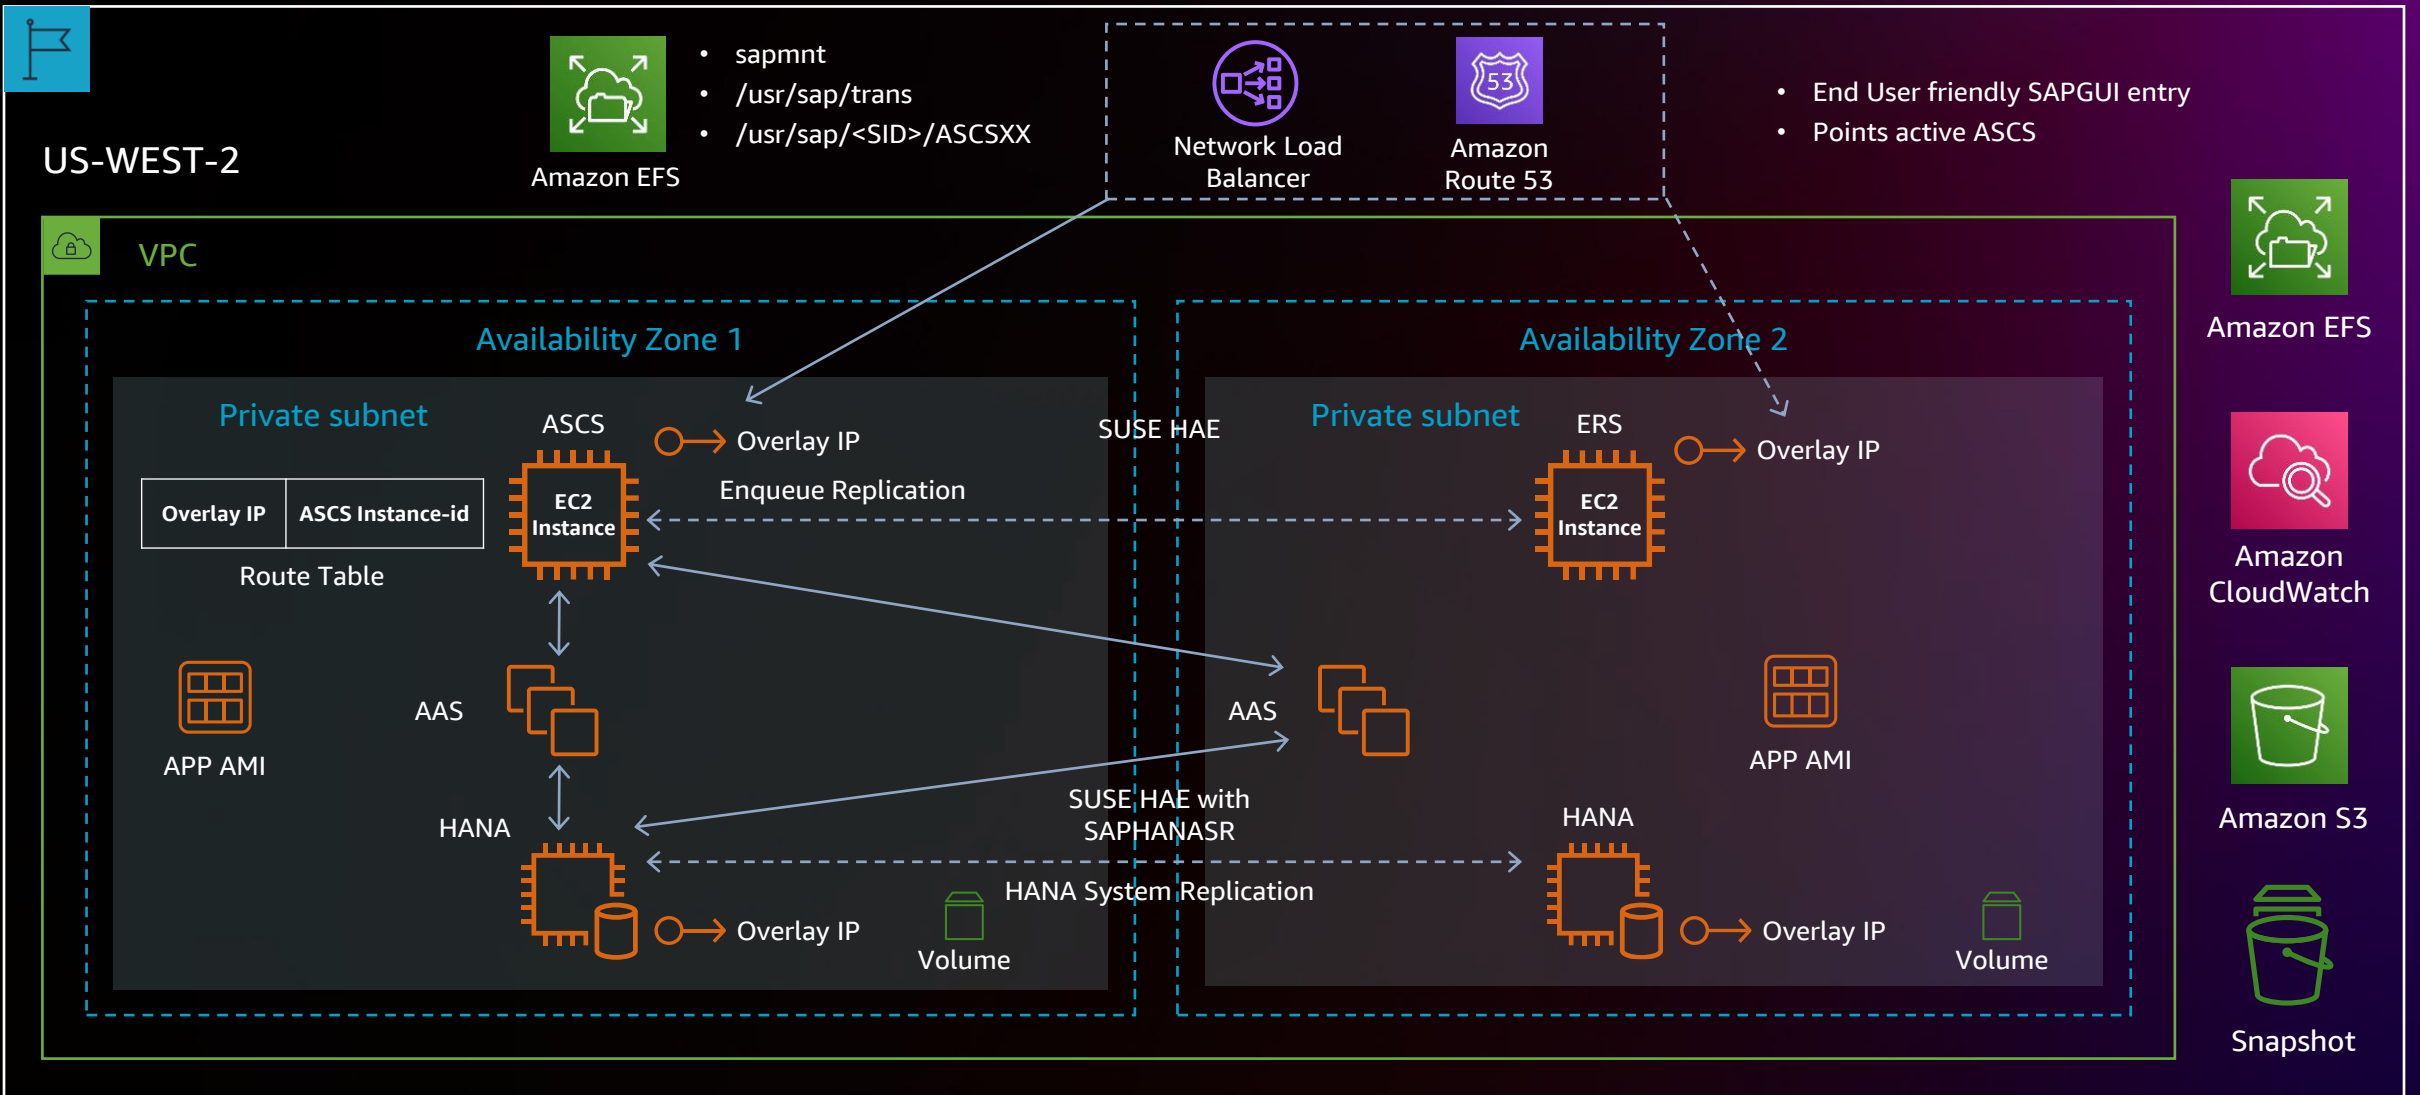 US-WEST-2
Amazon EFS
• sapmnt
• /usr/sap/trans
• /usr/sap/<SID>/ASCSXX
Network Load
Balancer
53
Amazon
Route 53
• End User friendly SAPGUI entry
• Points active ASCS
VPC
Availability Zone 1
Private subnet
ASCS
Overlay IP
EC2
Instance
Enqueue Replication
Overlay IP
ASCS Instance-id
Route Table
APP AMI
AAS
HANA
Overlay IP
Volume
SUSE HAE
SUSE HAE with
SAPHANASR
HANA System Replication
Availability Zone 2
Private subnet
ERS
Overlay IP
EC2
Instance
AAS
APP AMI
HANA
Overlay IP
Volume
Amazon EFS
Amazon
CloudWatch
Amazon S3
Snapshot